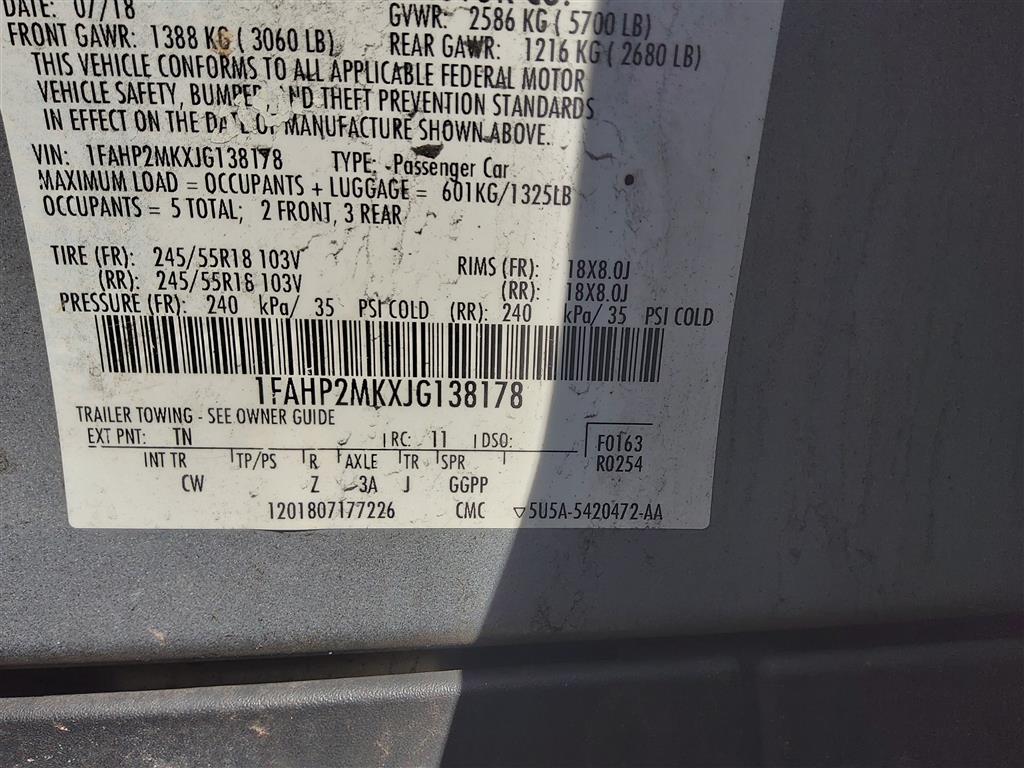 DATE: 07/18
GVWR: 2586 KG ( 5700 LB)
FRONT GAWR: 1388 KG ( 3060 LB)
REAR GAWR: 1216 KG ( 2680 LB)
THIS VEHICLE CONFORMS TO ALL APPLICABLE FEDERAL MOTOR
VEHICLE SAFETY, BUMPER, AND THEFT PREVENTION STANDARDS
IN EFFECT ON THE DATE OF MANUFACTURE SHOWN ABOVE.
VIN: 1FAHP2MKXJG138178 TYPE: Passenger Car
MAXIMUM LOAD = OCCUPANTS + LUGGAGE = 601KG/1325LB
OCCUPANTS = 5 TOTAL; 2 FRONT, 3 REAR
TIRE (FR): 245/55R18 103V RIMS (FR): 18X8.0J
(RR): 245/55R18 103V (RR): 18X8.0J
PRESSURE (FR): 240 kPa/ 35 PSI COLD (RR): 240 kPa/ 35 PSI COLD
1FAHP2MKXJG138178
TRAILER TOWING - SEE OWNER GUIDE
EXT PNT: TN RC: 11 DSO: F0163
R0254
INT TR TP/PS R AXLE TR SPR
CW Z 3A J GGPP
1201807177226 CMC ▽5U5A-5420472-AA